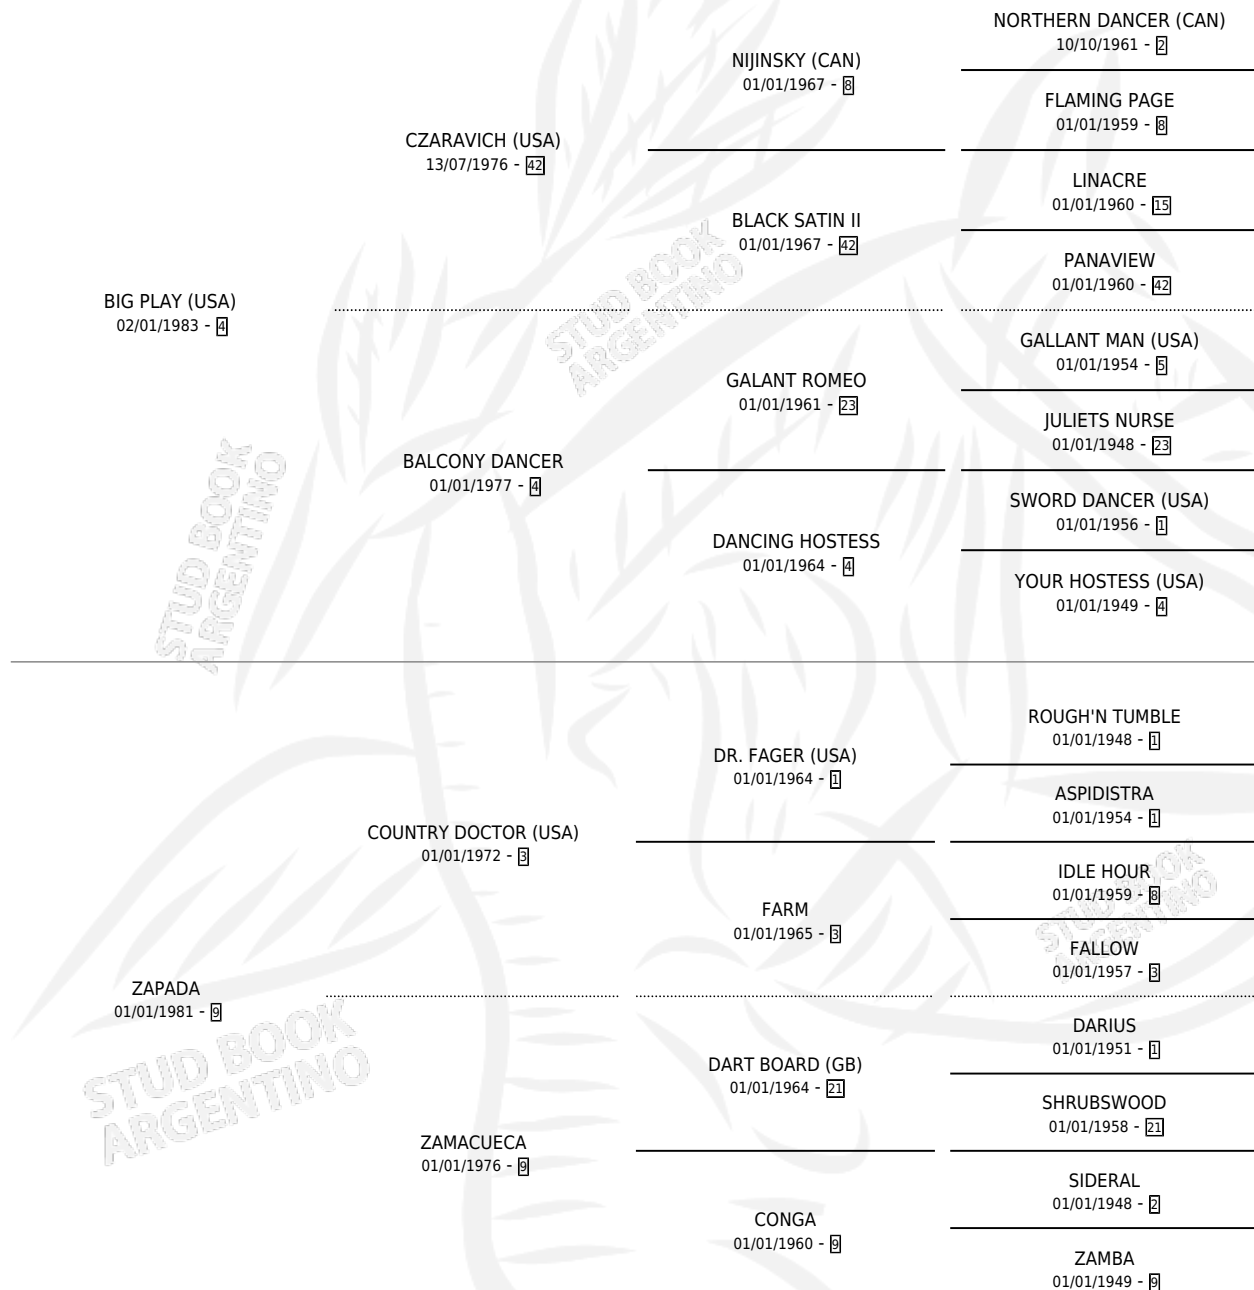 NORTHERN DANCER (CAN)
10/10/1961 - 2
NIJINSKY (CAN)
01/01/1967 - 8
FLAMING PAGE
01/01/1959 - 8
CZARAVICH (USA)
13/07/1976 - 42
LINACRE
01/01/1960 - 15
BLACK SATIN II
01/01/1967 - 42
PANAVIEW
01/01/1960 - 42
BIG PLAY (USA)
02/01/1983 - 4
STUD BOOK
ARGENTINO
GALLANT MAN (USA)
01/01/1954 - 5
GALANT ROMEO
01/01/1961 - 23
JULIETS NURSE
01/01/1948 - 23
BALCONY DANCER
01/01/1977 - 4
STUD BOOK
ARGENTINO
SWORD DANCER (USA)
01/01/1956 - 1
DANCING HOSTESS
01/01/1964 - 4
YOUR HOSTESS (USA)
01/01/1949 - 4
ROUGH'N TUMBLE
01/01/1948 - 1
DR. FAGER (USA)
01/01/1964 - 1
ASPIDISTRA
01/01/1954 - 1
COUNTRY DOCTOR (USA)
01/01/1972 - 3
IDLE HOUR
01/01/1959 - 8
STUD BOOK
ARGENTINO
FARM
01/01/1965 - 3
FALLOW
01/01/1957 - 3
ZAPADA
01/01/1981 - 9
STUD BOOK
ARGENTINO
DARIUS
01/01/1951 - 1
DART BOARD (GB)
01/01/1964 - 21
SHRUBSWOOD
01/01/1958 - 21
ZAMACUECA
01/01/1976 - 9
SIDERAL
01/01/1948 - 2
CONGA
01/01/1960 - 9
ZAMBA
01/01/1949 - 9